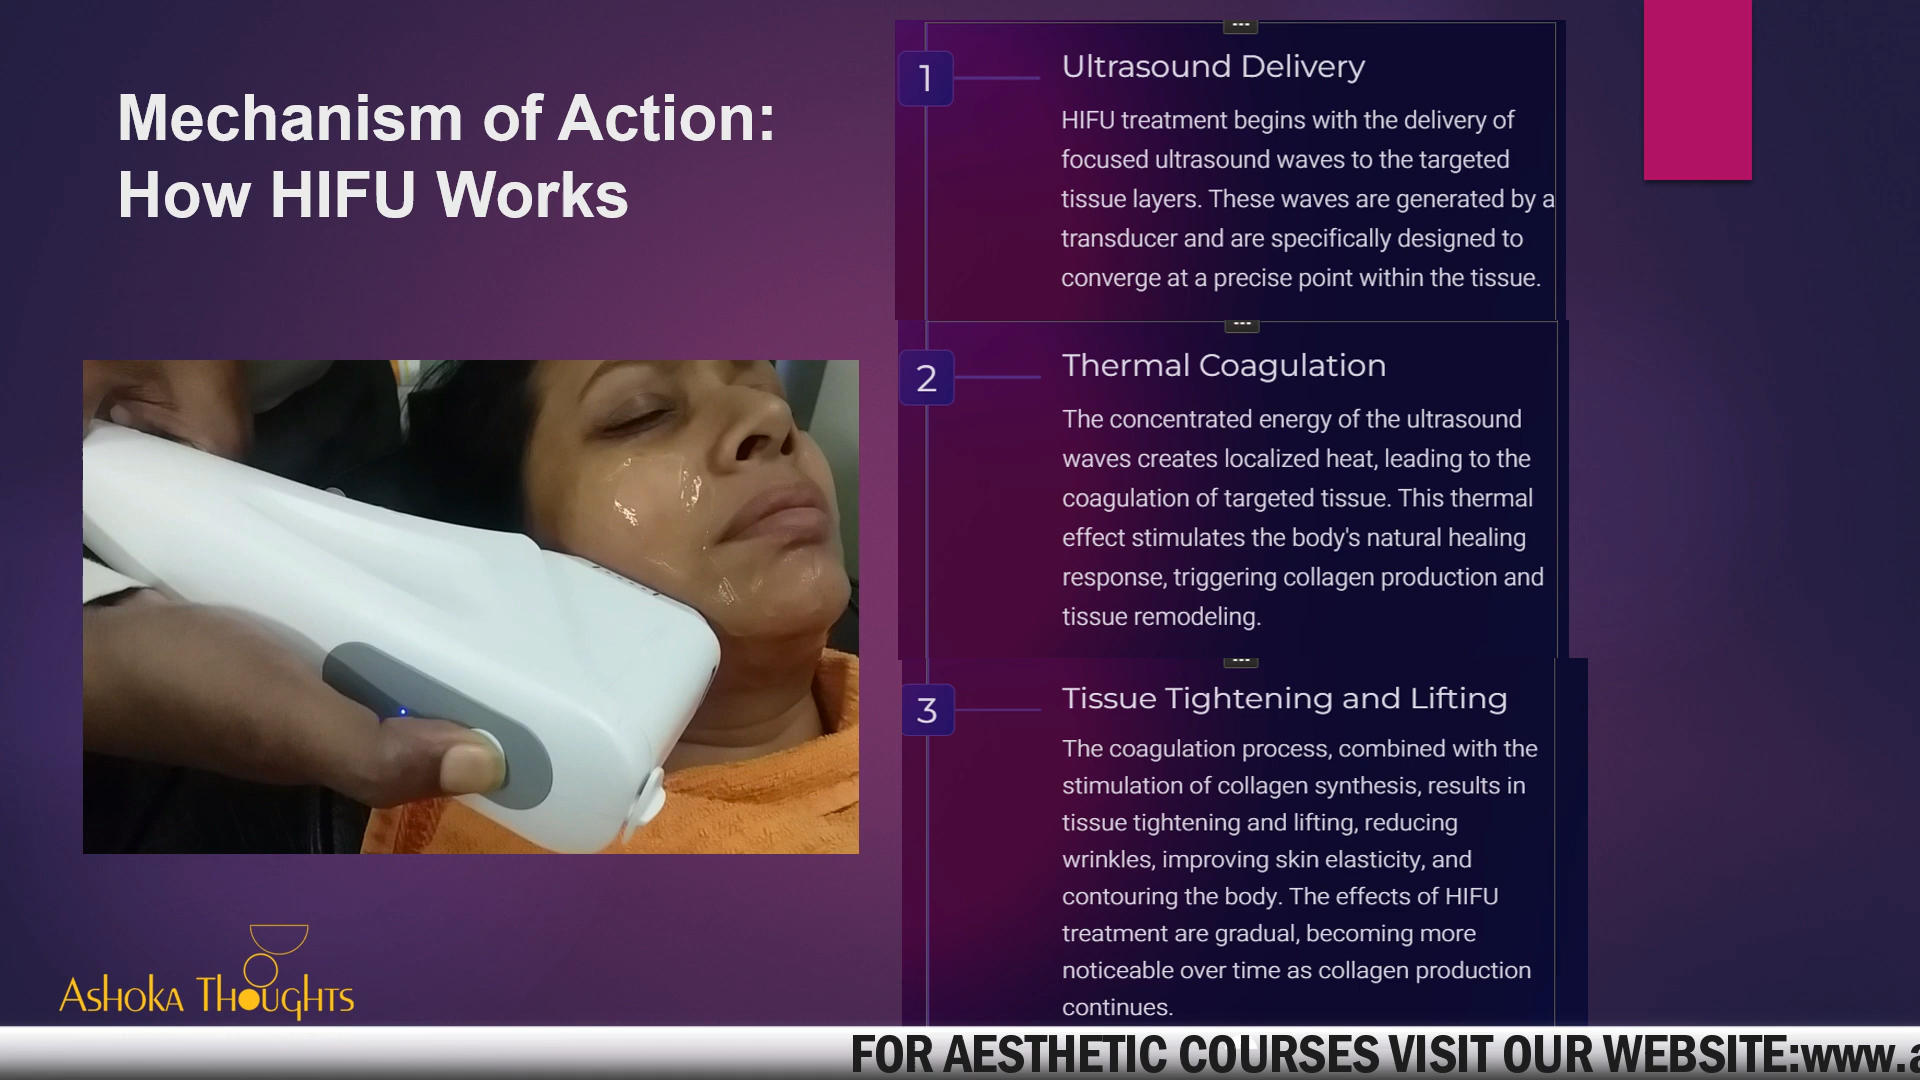 Mechanism of Action:
How HIFU Works
1
Ultrasound Delivery
HIFU treatment begins with the delivery of
focused ultrasound waves to the targeted
tissue layers. These waves are generated by a
transducer and are specifically designed to
converge at a precise point within the tissue.
2
Thermal Coagulation
The concentrated energy of the ultrasound
waves creates localized heat, leading to the
coagulation of targeted tissue. This thermal
effect stimulates the body's natural healing
response, triggering collagen production and
tissue remodeling.
3
Tissue Tightening and Lifting
The coagulation process, combined with the
stimulation of collagen synthesis, results in
tissue tightening and lifting, reducing
wrinkles, improving skin elasticity, and
contouring the body. The effects of HIFU
treatment are gradual, becoming more
noticeable over time as collagen production
continues.
ASHOKA THOUGHTS
FOR AESTHETIC COURSES VISIT OUR WEBSITE:www.a